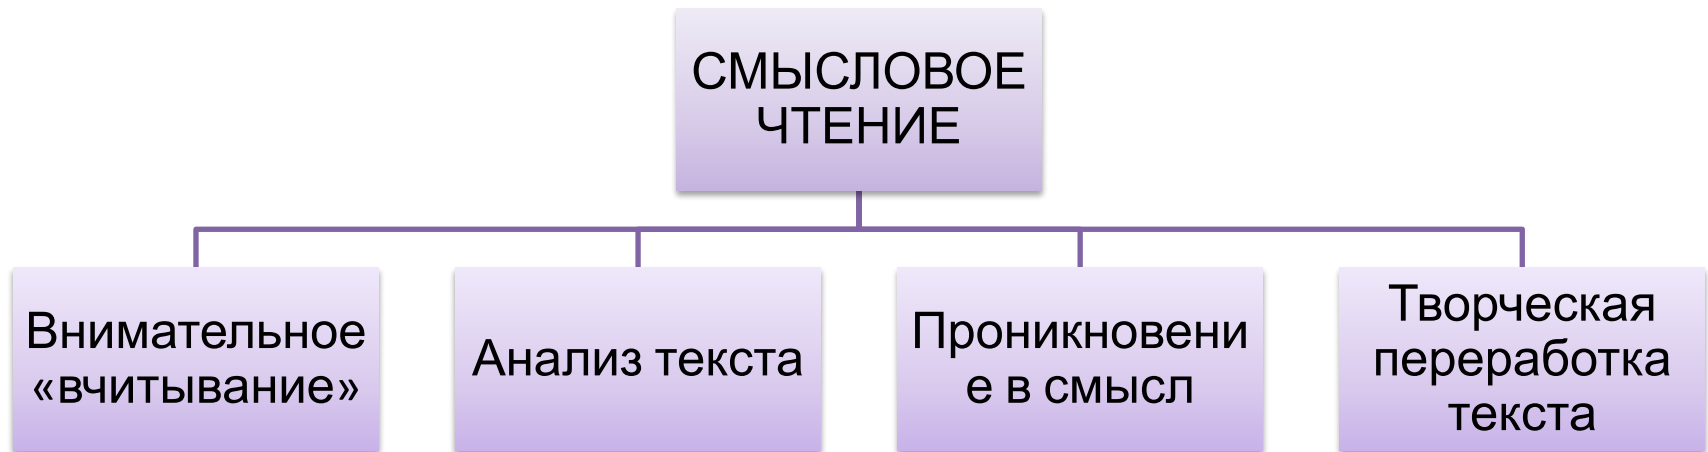 СМЫСЛОВОЕ
ЧТЕНИЕ
Внимательное
«вчитывание»
Анализ текста
Проникновени
е в смысл
Творческая
переработка
текста